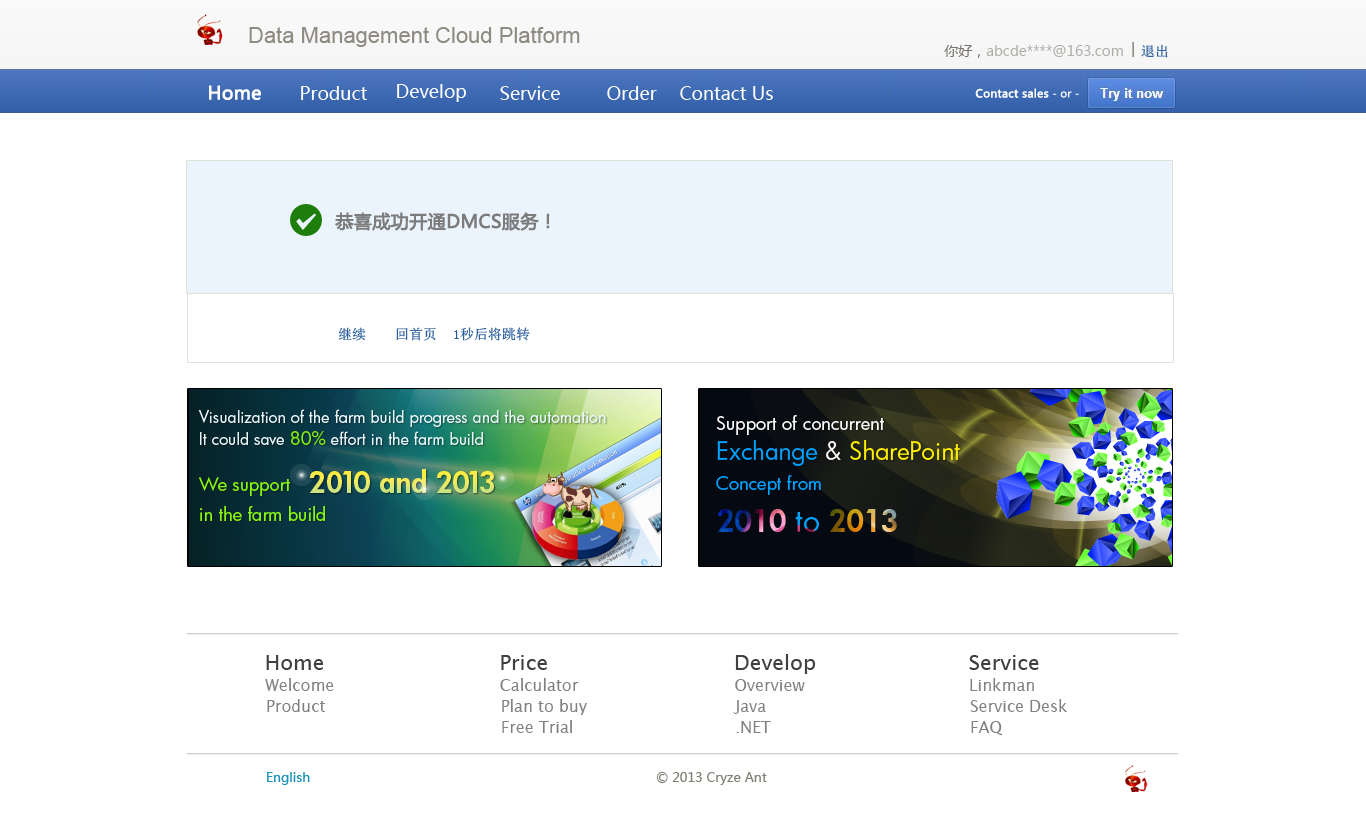 Data Management Cloud Platform
你好 , abcde****@163.com | 退出
Home Product Develop Service Order Contact Us Contact sales - or - Try it now
恭喜成功开通DMCS服务！
继续 回首页 1秒后将跳转
Visualization of the farm build progress and the automation
It could save 80% effort in the farm build
We support 2010 and 2013
in the farm build
Support of concurrent
Exchange & SharePoint
Concept from
2010 to 2013
Home Price Develop Service
Welcome Calculator Overview Linkman
Product Plan to buy Java Service Desk
Free Trial .NET FAQ
English © 2013 Cryze Ant